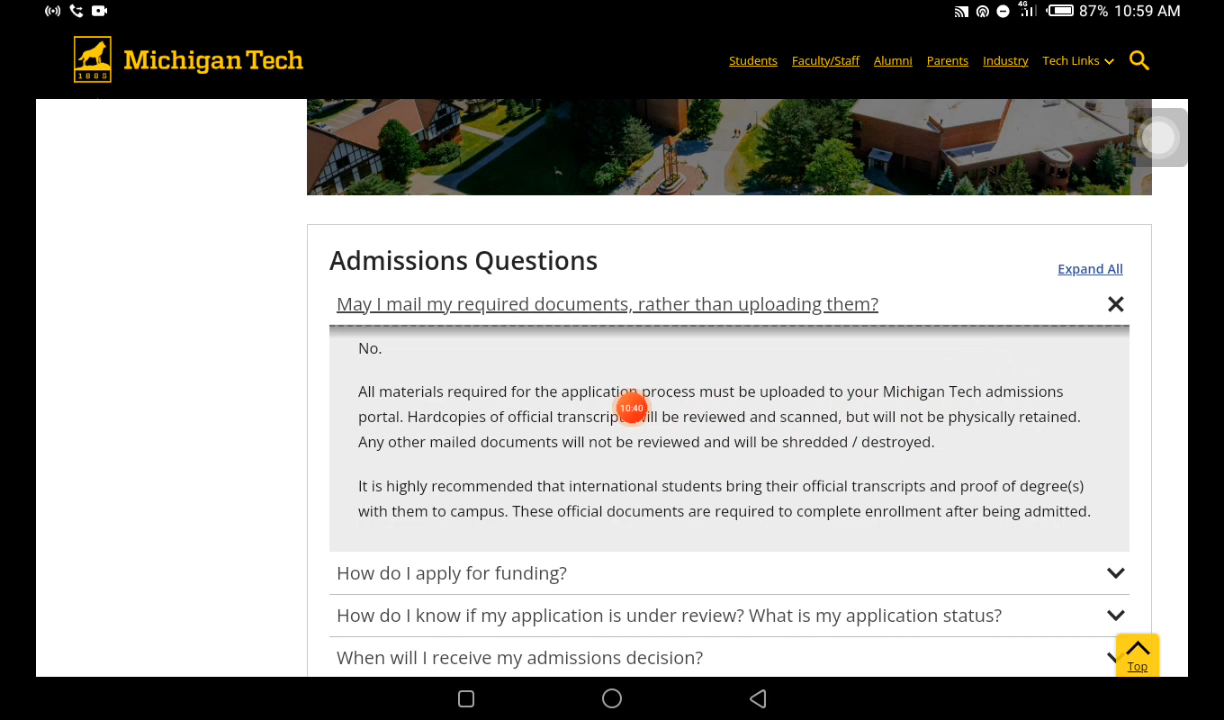 4G 87% 10:59 AM
1885 Michigan Tech
Students Faculty/Staff Alumni Parents Industry Tech Links
Admissions Questions
Expand All
May I mail my required documents, rather than uploading them?
No.
All materials required for the application process must be uploaded to your Michigan Tech admissions
portal. Hardcopies of official transcripts will be reviewed and scanned, but will not be physically retained.
10:40
Any other mailed documents will not be reviewed and will be shredded / destroyed.
It is highly recommended that international students bring their official transcripts and proof of degree(s)
with them to campus. These official documents are required to complete enrollment after being admitted.
How do I apply for funding?
How do I know if my application is under review? What is my application status?
When will I receive my admissions decision?
Top